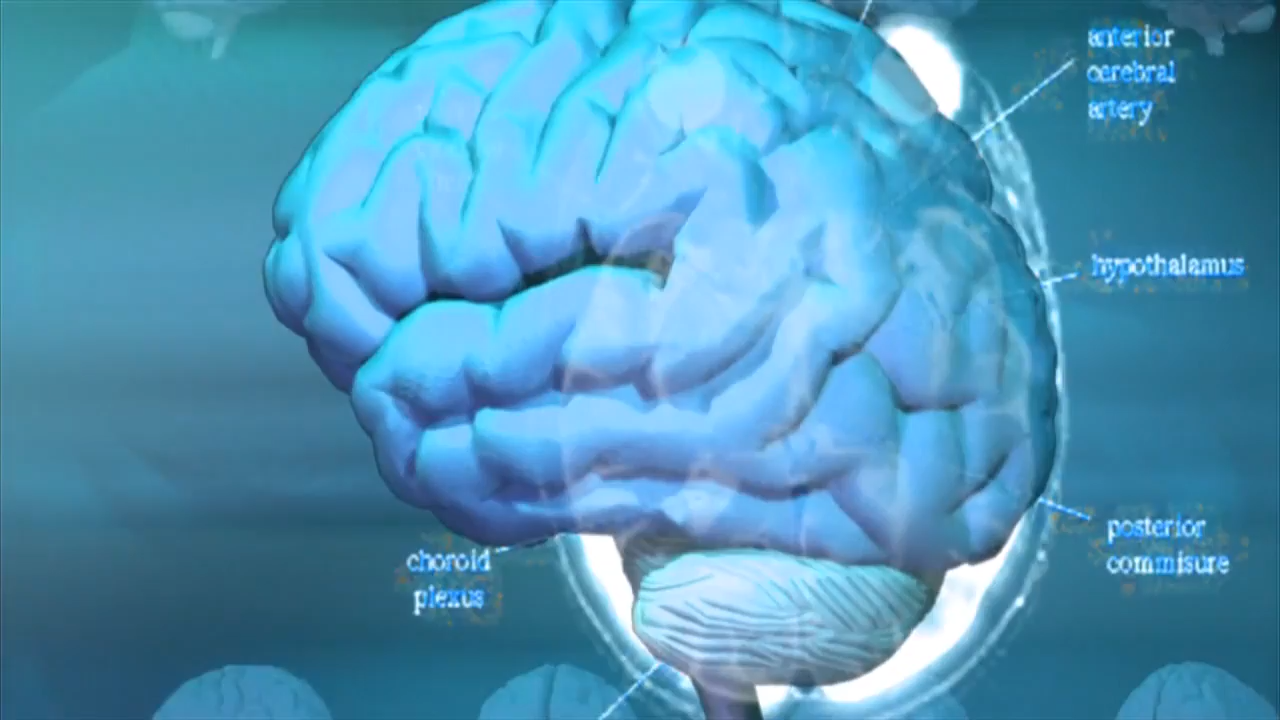 anterior
cerebral
artery
hypothalamus
posterior
commisure
choroid
plexus